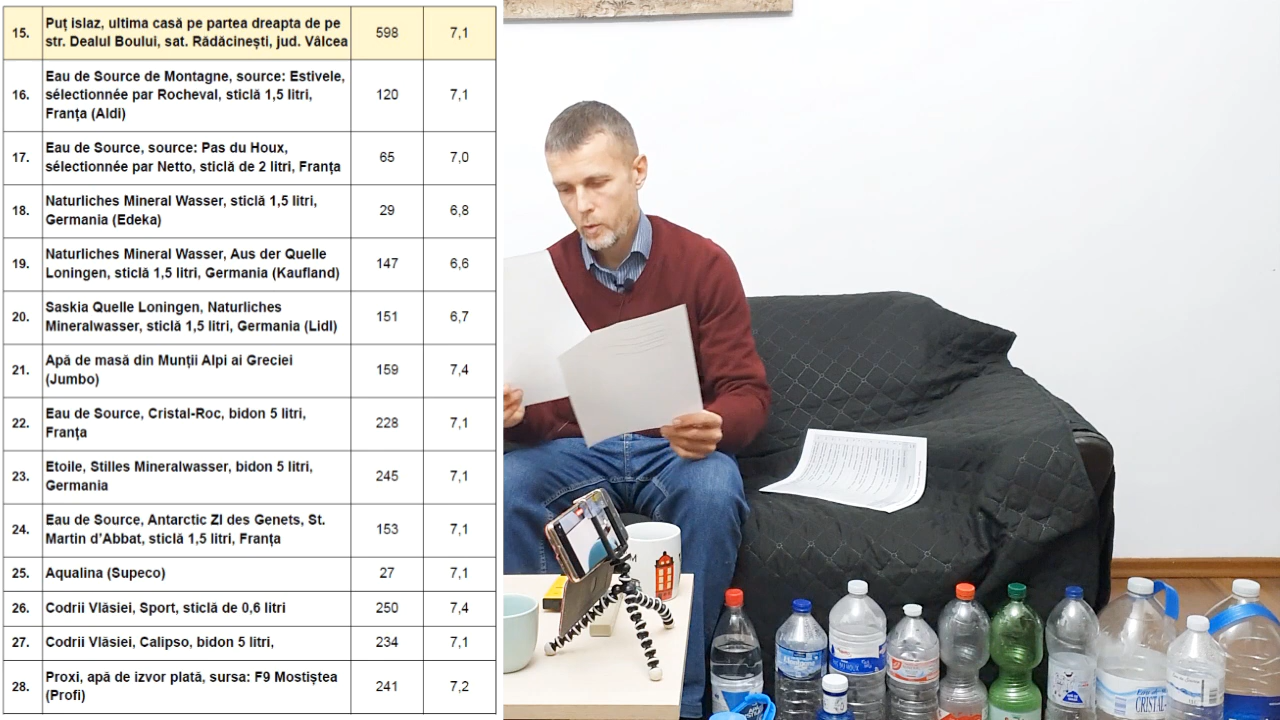 15. Puț islaz, ultima casă pe partea dreapta de pe 598 7,1
str. Dealul Boului, sat. Rădăcinești, jud. Vâlcea
16. Eau de Source de Montagne, source: Estivele, 120 7,1
sélectionnée par Rocheval, sticlă 1,5 litri,
Franța (Aldi)
17. Eau de Source, source: Pas du Houx, 65 7,0
sélectionnée par Netto, sticlă de 2 litri, Franța
18. Naturliches Mineral Wasser, sticlă 1,5 litri, 29 6,8
Germania (Edeka)
19. Naturliches Mineral Wasser, Aus der Quelle 147 6,6
Loningen, sticlă 1,5 litri, Germania (Kaufland)
20. Saskia Quelle Loningen, Naturliches 151 6,7
Mineralwasser, sticlă 1,5 litri, Germania (Lidl)
21. Apă de masă din Munții Alpi ai Greciei 159 7,4
(Jumbo)
22. Eau de Source, Cristal-Roc, bidon 5 litri, 228 7,1
Franța
23. Etoile, Stilles Mineralwasser, bidon 5 litri, 245 7,1
Germania
24. Eau de Source, Antarctic ZI des Genets, St. 153 7,1
Martin d'Abbat, sticlă 1,5 litri, Franța
25. Aqualina (Supeco) 27 7,1
26. Codrii Vlăsiei, Sport, sticlă de 0,6 litri 250 7,4
27. Codrii Vlăsiei, Calipso, bidon 5 litri, 234 7,1
28. Proxi, apă de izvor plată, sursa: F9 Mostiștea 241 7,2
(Profi)
CRISTAL-